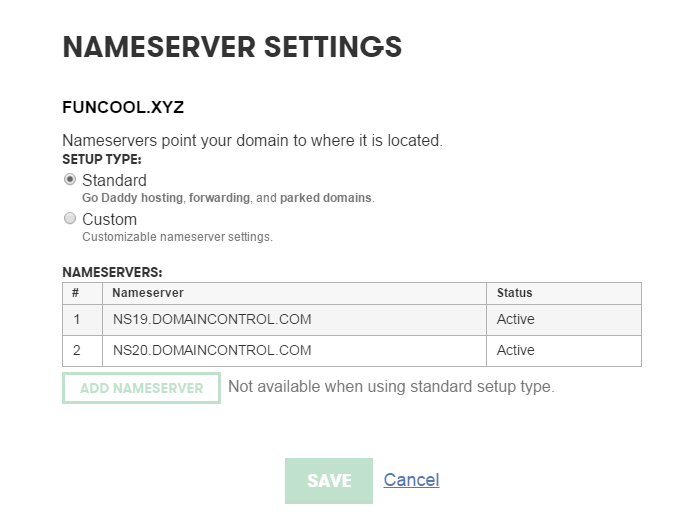 NAMESERVER SETTINGS
FUNCOOL.XYZ
Nameservers point your domain to where it is located.
SETUP TYPE:
Standard
Go Daddy hosting, forwarding, and parked domains.
Custom
Customizable nameserver settings.
NAMESERVERS:
# Nameserver Status
1 NS19.DOMAINCONTROL.COM Active
2 NS20.DOMAINCONTROL.COM Active
ADD NAMESERVER Not available when using standard setup type.
SAVE Cancel